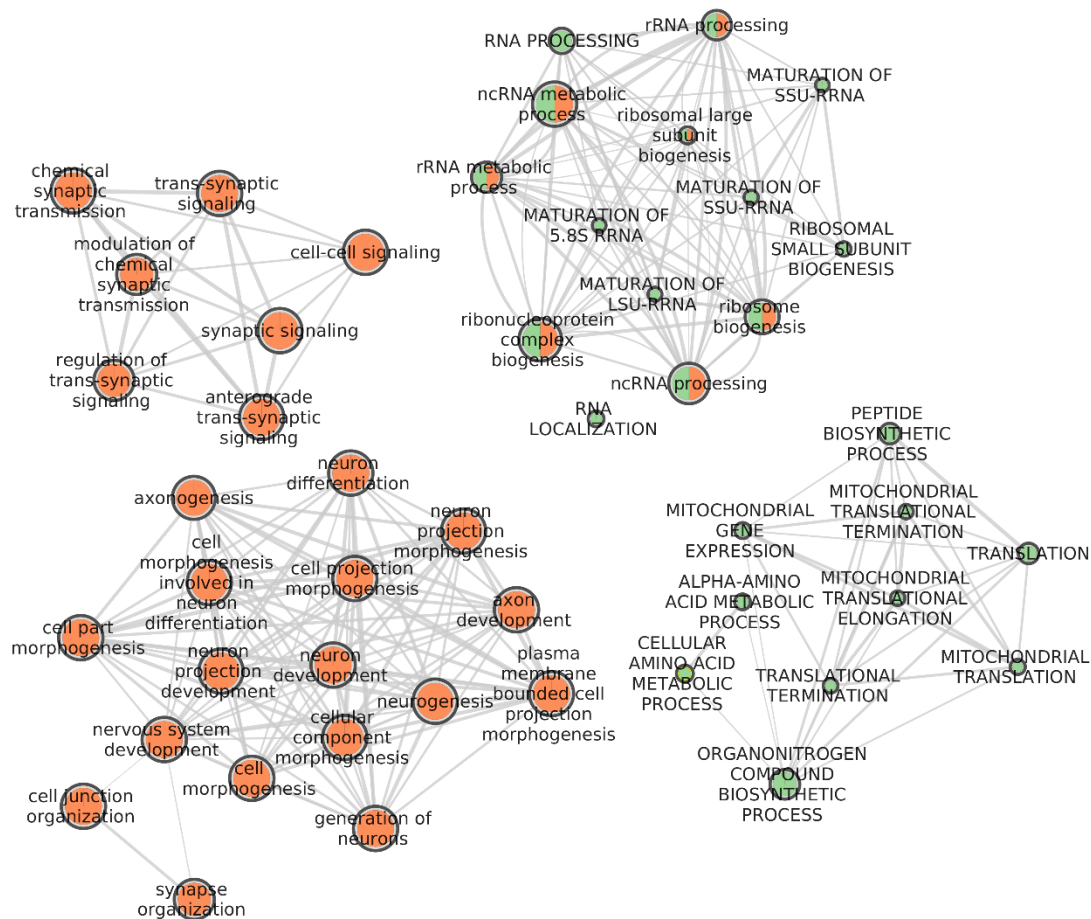 chemical
synaptic
transmission
trans-synaptic
signaling
modulation of
chemical
synaptic
transmission
cell-cell signaling
synaptic signaling
regulation of
trans-synaptic
signaling
anterograde
trans-synaptic
signaling
RNA PROCESSING
rRNA processing
ncRNA metabolic
process
MATURATION OF
SSU-RRNA
ribosomal large
subunit
biogenesis
rRNA metabolic
process
MATURATION OF
SSU-RRNA
MATURATION OF
5.8S RRNA
RIBOSOMAL
SMALL SUBUNIT
BIOGENESIS
MATURATION OF
LSU-RRNA
ribonucleoprotein
complex
biogenesis
ribosome
biogenesis
ncRNA processing
RNA
LOCALIZATION
neuron
differentiation
axonogenesis
neuron
projection
morphogenesis
cell
morphogenesis
involved in
neuron
differentiation
cell projection
morphogenesis
axon
development
cell part
morphogenesis
neuron
projection
development
neuron
development
plasma
membrane
bounded cell
projection
morphogenesis
neurogenesis
nervous system
development
cellular
component
morphogenesis
cell
morphogenesis
cell junction
organization
generation of
neurons
synapse
organization
PEPTIDE
BIOSYNTHETIC
PROCESS
MITOCHONDRIAL
GENE
EXPRESSION
MITOCHONDRIAL
TRANSLATIONAL
TERMINATION
TRANSLATION
ALPHA-AMINO
ACID METABOLIC
PROCESS
MITOCHONDRIAL
TRANSLATIONAL
ELONGATION
CELLULAR
AMINO ACID
METABOLIC
PROCESS
TRANSLATIONAL
TERMINATION
MITOCHONDRIAL
TRANSLATION
ORGANONITROGEN
COMPOUND
BIOSYNTHETIC
PROCESS